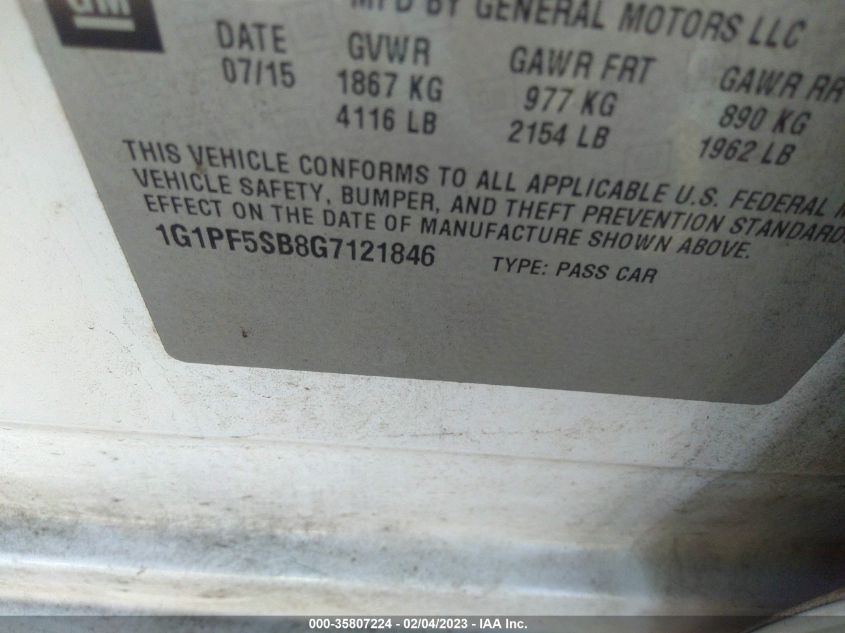 GM
MFD BY GENERAL MOTORS LLC
DATE GVWR GAWR FRT GAWR RR
07/15 1867 KG 977 KG 890 KG
4116 LB 2154 LB 1962 LB
THIS VEHICLE CONFORMS TO ALL APPLICABLE U.S. FEDERAL M
VEHICLE SAFETY, BUMPER, AND THEFT PREVENTION STANDARD
EFFECT ON THE DATE OF MANUFACTURE SHOWN ABOVE.
1G1PF5SB8G7121846 TYPE: PASS CAR
000-35807224 - 02/04/2023 - IAA Inc.